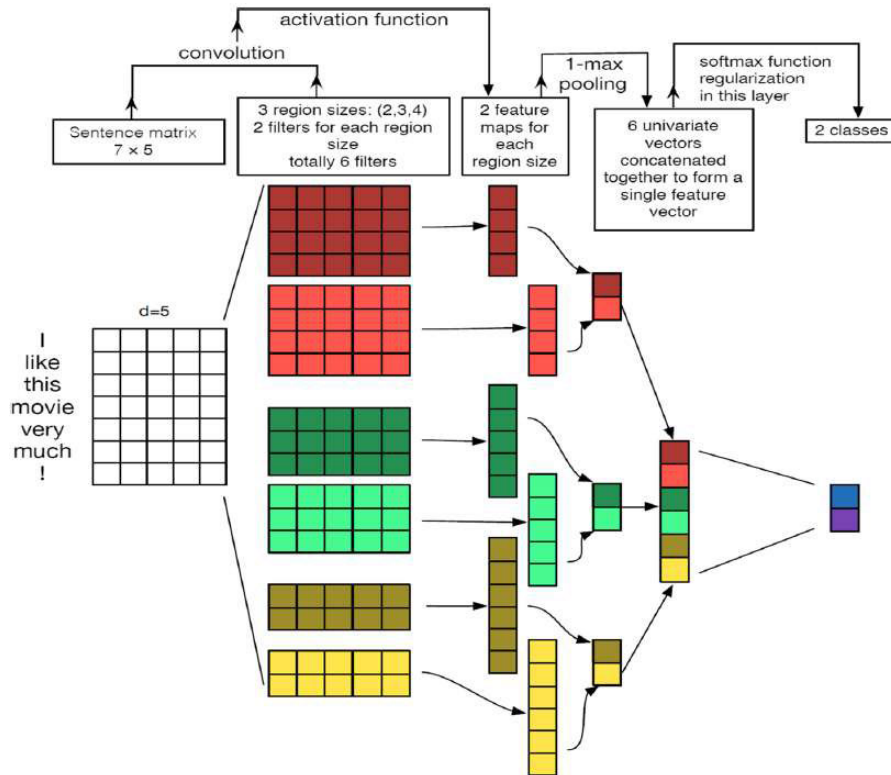 activation function
convolution
1-max
pooling
softmax function
regularization
in this layer
Sentence matrix
7 × 5
3 region sizes: (2,3,4)
2 filters for each region
size
totally 6 filters
2 feature
maps for
each
region size
6 univariate
vectors
concatenated
together to form a
single feature
vector
2 classes
d=5
I
like
this
movie
very
much
!